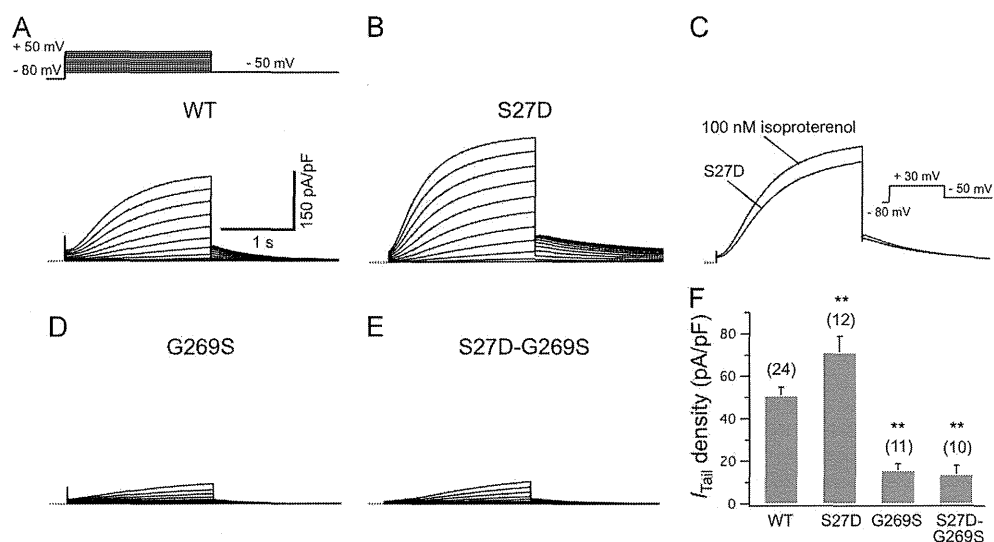 A
+ 50 mV
- 80 mV
- 50 mV
WT
150 pA/pF
1 s
B
S27D
C
100 nM isoproterenol
S27D
+ 30 mV
- 50 mV
- 80 mV
D
G269S
E
S27D-G269S
F
ITail density (pA/pF)
80
60
40
20
0
(24)
**
(12)
**
(11)
**
(10)
WT
S27D
G269S
S27D-
G269S